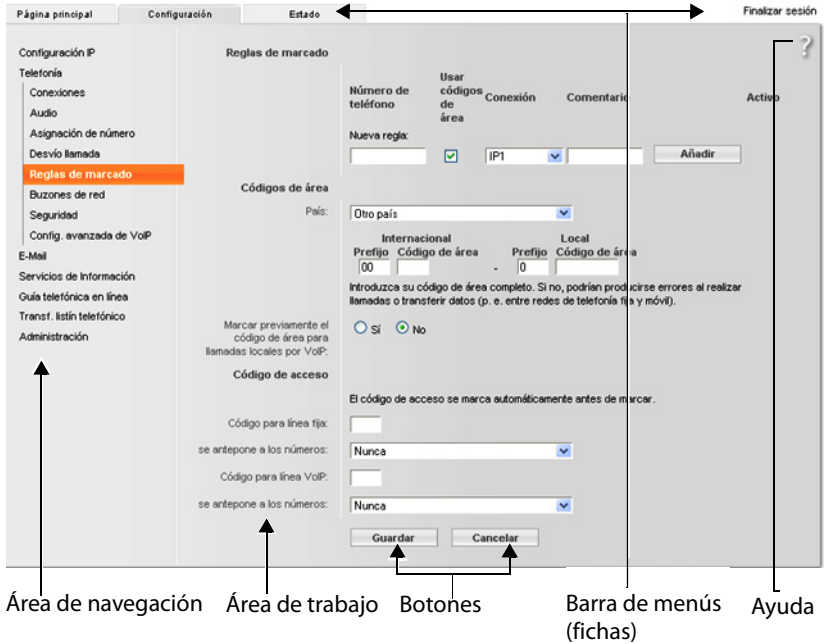 Página principal Configuración Estado Finalizar sesión
Configuración IP
Telefonía
Conexiones
Audio
Asignación de número
Desvío llamada
Reglas de marcado
Buzones de red
Seguridad
Config. avanzada de VoIP
E-Mail
Servicios de Información
Guía telefónica en línea
Transf. listín telefónico
Administración
Reglas de marcado
Número de teléfono Usar códigos de área Conexión Comentario Activo
Nueva regla:
IP1 Añadir
Códigos de área
País: Otro país
Internacional Local
Prefijo Código de área Prefijo Código de área
00 - 0
Introduzca su código de área completo. Si no, podrían producirse errores al realizar
llamadas o transferir datos (p. e. entre redes de telefonía fija y móvil).
Marcar previamente el
código de área para
llamadas locales por VoIP:
Sí No
Código de acceso
El código de acceso se marca automáticamente antes de marcar.
Código para línea fija:
se antepone a los números: Nunca
Código para línea VoIP:
se antepone a los números: Nunca
Guardar Cancelar
?
Área de navegación Área de trabajo Botones Barra de menús
(fichas)
Ayuda